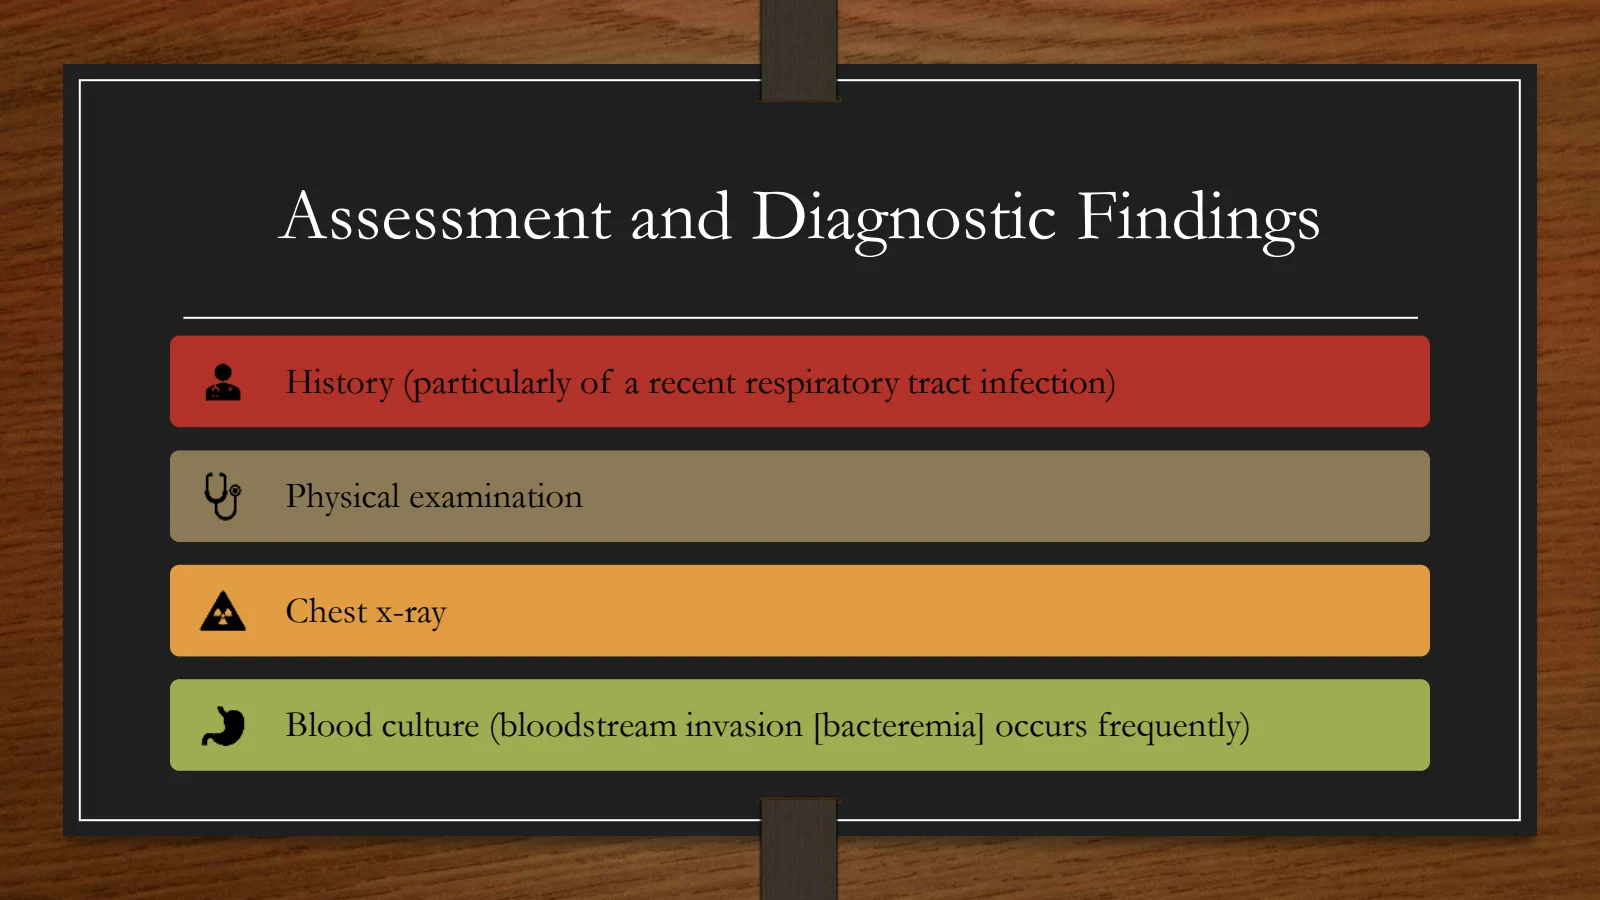 Assessment and Diagnostic Findings
History (particularly of a recent respiratory tract infection)
Physical examination
Chest x-ray
Blood culture (bloodstream invasion [bacteremia] occurs frequently)